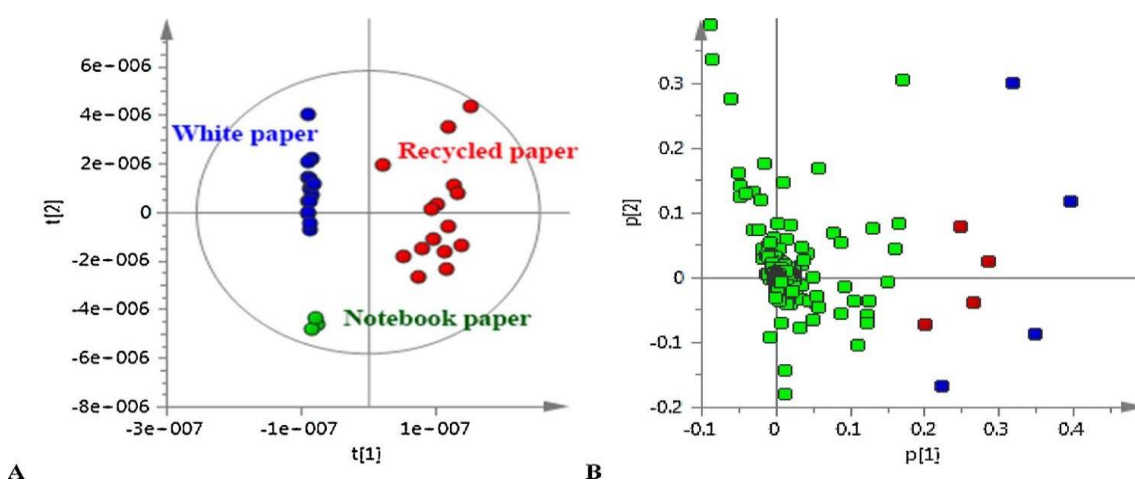 6e-006
4e-006
2e-006
0
-2e-006
-4e-006
-6e-006
-8e-006
t[2]
White paper
Recycled paper
Notebook paper
-3e-007
-1e-007
1e-007
t[1]
A
0.3
0.2
0.1
0
-0.1
-0.2
p[2]
-0.1
0
0.1
0.2
0.3
0.4
p[1]
B